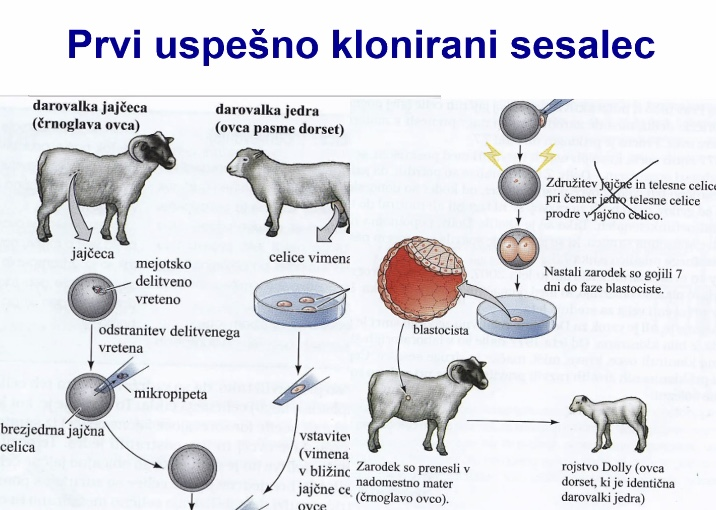 Prvi uspešno klonirani sesalec
darovalka jajčeca
(črnoglava ovca)
darovalka jedra
(ovca pasme dorset)
jajčeca
mejotsko
delitveno
vreteno
celice vimena
odstranitev delitvenega
vretena
mikropipeta
brezjedrna jajčna
celica
(vimena
v bližino
jajčne
ovce
Združitev jajčne in telesne celice
pri čemer jedro telesne celice
prodre v jajčno celico.
Nastali zarodek so gojili 7
dni do faze blastociste.
blastocista
Zarodek so prenesli v
nadomestno mater
(črnoglavo ovco).
rojstvo Dolly (ovca
dorset, ki je identična
darovalki jedra)